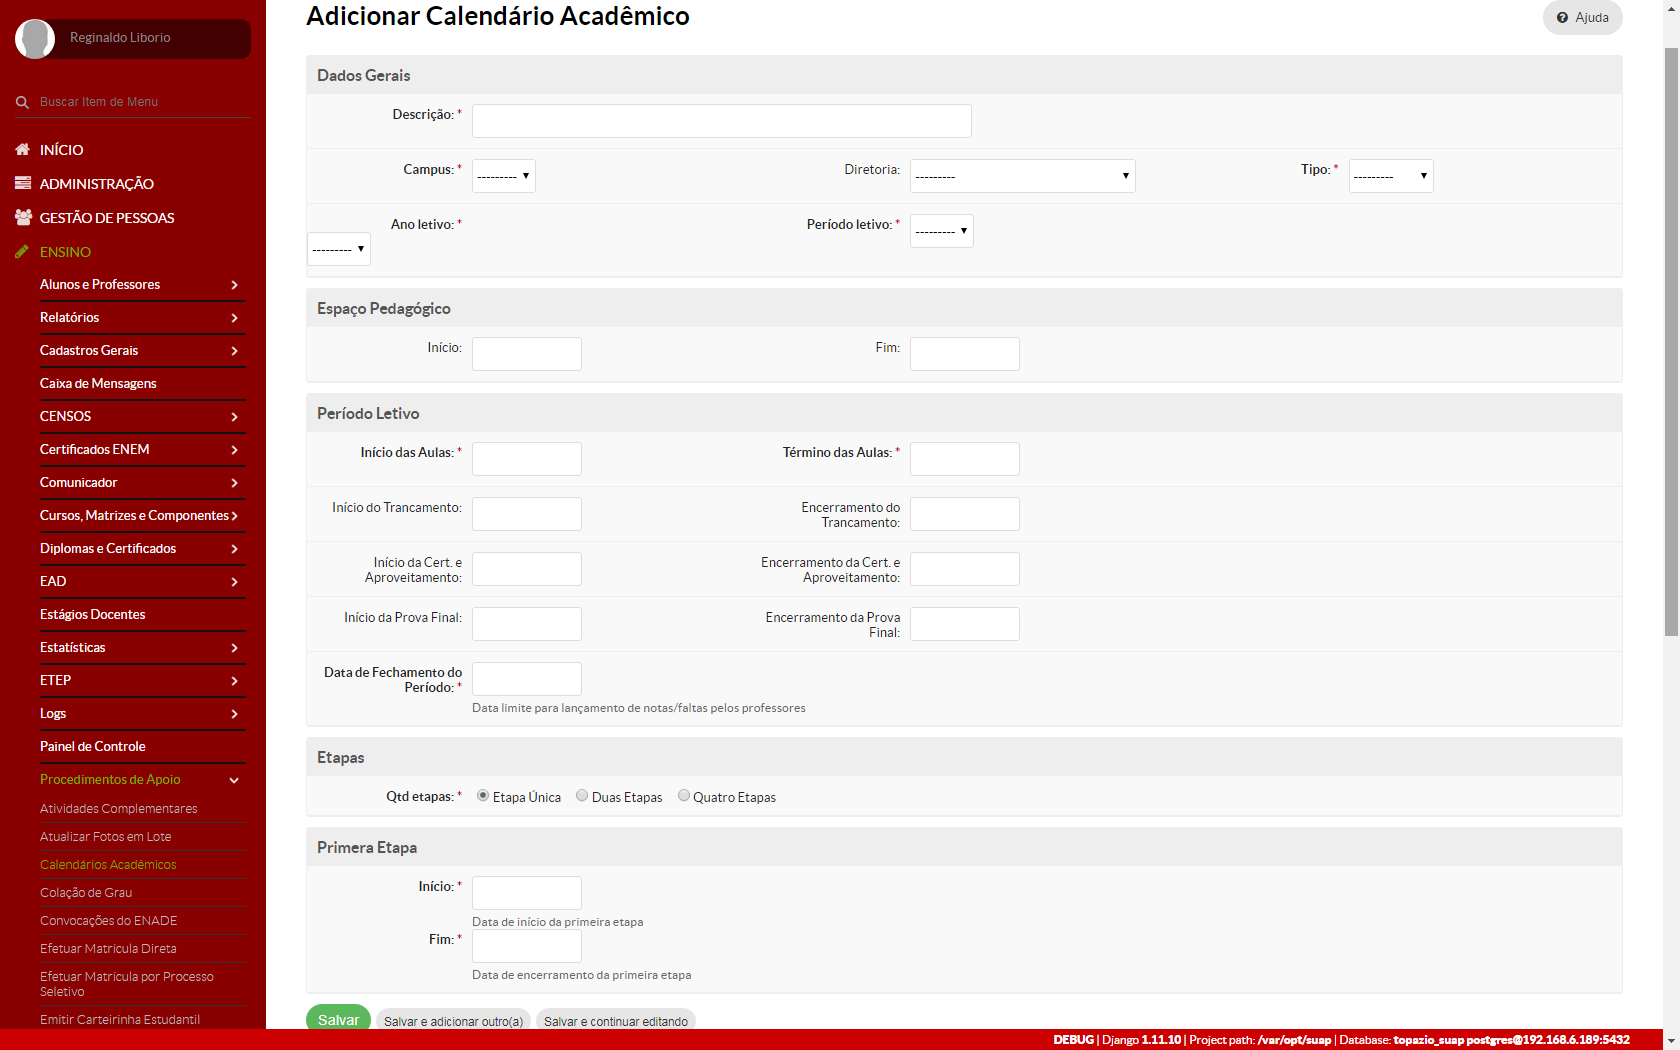 Reginaldo Liborio
Buscar Item de Menu
INÍCIO
ADMINISTRAÇÃO
GESTÃO DE PESSOAS
ENSINO
Alunos e Professores
Relatórios
Cadastros Gerais
Caixa de Mensagens
CENSOS
Certificados ENEM
Comunicador
Cursos, Matrizes e Componentes
Diplomas e Certificados
EAD
Estágios Docentes
Estatísticas
ETEP
Logs
Painel de Controle
Procedimentos de Apoio
Atividades Complementares
Atualizar Fotos em Lote
Calendários Acadêmicos
Colação de Grau
Convocações do ENADE
Efetuar Matrícula Direta
Efetuar Matrícula por Processo
Seletivo
Emitir Carteirinha Estudantil
Adicionar Calendário Acadêmico
Ajuda
Dados Gerais
Descrição: *
Campus: * --------- Diretoria: --------- Tipo: * ---------
Ano letivo: * --------- Período letivo: * ---------
Espaço Pedagógico
Início: Fim:
Período Letivo
Início das Aulas: * Término das Aulas: *
Início do Trancamento: Encerramento do
Trancamento:
Início da Cert. e
Aproveitamento:
Encerramento da Cert. e
Aproveitamento:
Início da Prova Final: Encerramento da Prova
Final:
Data de Fechamento do
Período: *
Data limite para lançamento de notas/faltas pelos professores
Etapas
Qtd etapas: * Etapa Única Duas Etapas Quatro Etapas
Primera Etapa
Início: *
Data de início da primeira etapa
Fim: *
Data de encerramento da primeira etapa
Salvar Salvar e adicionar outro(a) Salvar e continuar editando
DEBUG | Django 1.11.10 | Project path: /var/opt/suap | Database: topazio_suap postgres@192.168.6.189:5432